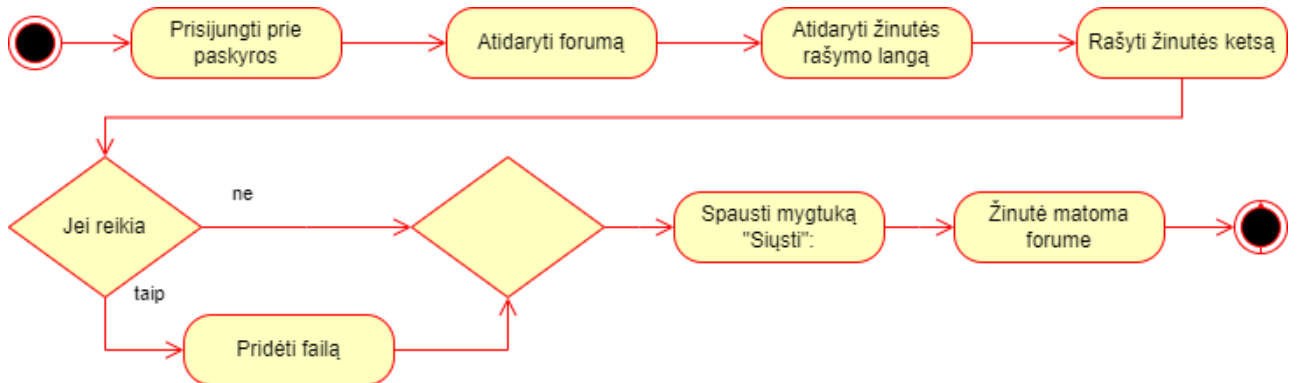 Prisijungti prie
paskyros
Atidaryti forumą
Atidaryti žinutės
rašymo langą
Rašyti žinutės ketsą
Jei reikia
ne
taip
Pridėti failą
Spausti mygtuką
"Siųsti":
Žinutė matoma
forume